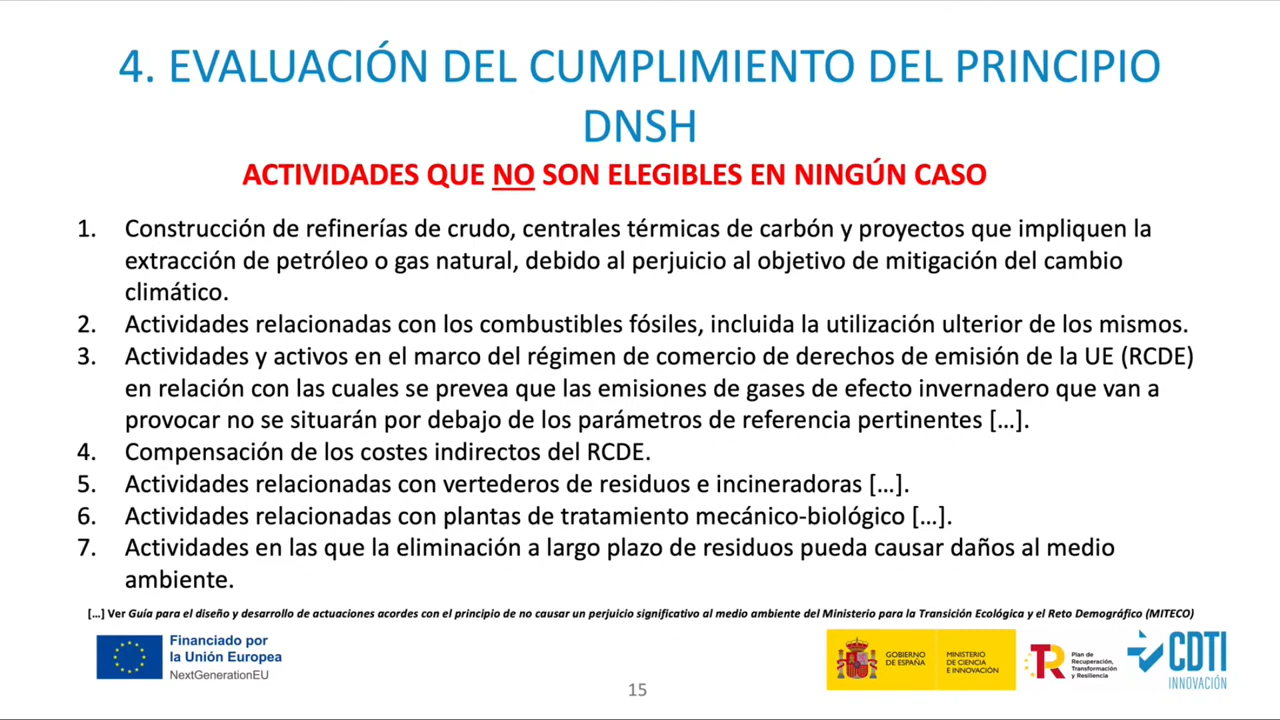 4. EVALUACIÓN DEL CUMPLIMIENTO DEL PRINCIPIO
DNSH
ACTIVIDADES QUE NO SON ELEGIBLES EN NINGÚN CASO
1. Construcción de refinerías de crudo, centrales térmicas de carbón y proyectos que impliquen la
extracción de petróleo o gas natural, debido al perjuicio al objetivo de mitigación del cambio
climático.
2. Actividades relacionadas con los combustibles fósiles, incluida la utilización ulterior de los mismos.
3. Actividades y activos en el marco del régimen de comercio de derechos de emisión de la UE (RCDE)
en relación con las cuales se prevea que las emisiones de gases de efecto invernadero que van a
provocar no se situarán por debajo de los parámetros de referencia pertinentes [...].
4. Compensación de los costes indirectos del RCDE.
5. Actividades relacionadas con vertederos de residuos e incineradoras [...].
6. Actividades relacionadas con plantas de tratamiento mecánico-biológico [...].
7. Actividades en las que la eliminación a largo plazo de residuos pueda causar daños al medio
ambiente.
[...] Ver Guía para el diseño y desarrollo de actuaciones acordes con el principio de no causar un perjuicio significativo al medio ambiente del Ministerio para la Transición Ecológica y el Reto Demográfico (MITECO)
Financiado por
la Unión Europea
NextGenerationEU
GOBIERNO
DE ESPAÑA
MINISTERIO
DE CIENCIA
E INNOVACIÓN
Plan de
Recuperación,
Transformación
y Resiliencia
CDTI
INNOVACIÓN
15